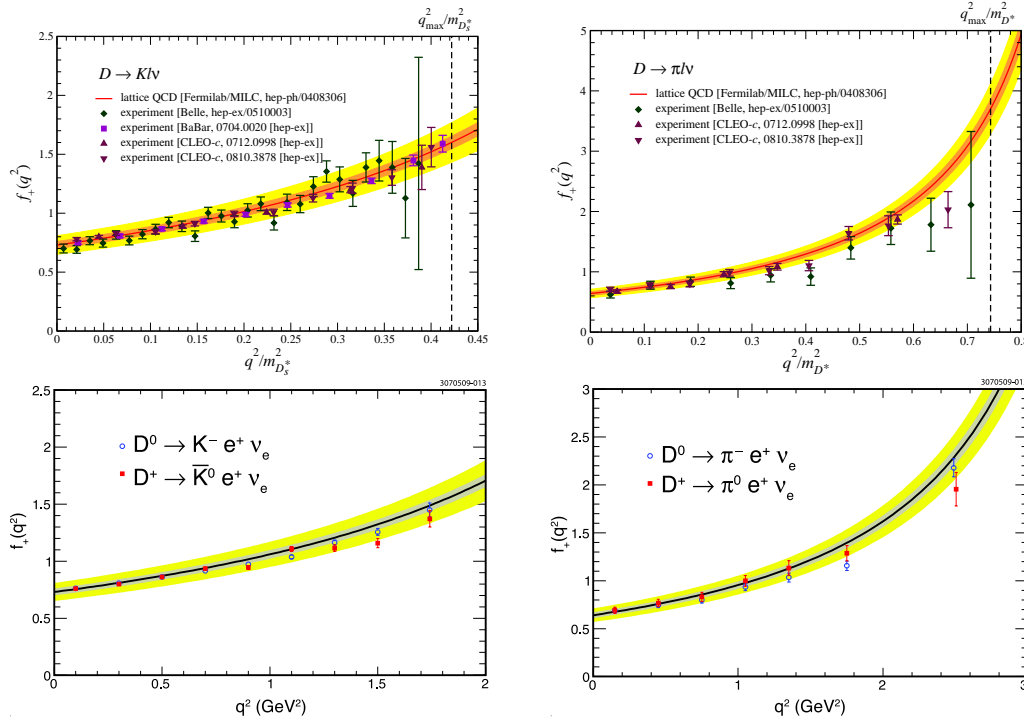 q²max/m²D*s
D → Klν
lattice QCD [Fermilab/MILC, hep-ph/0408306]
experiment [Belle, hep-ex/0510003]
experiment [BaBar, 0704.0020 [hep-ex]]
experiment [CLEO-c, 0712.0998 [hep-ex]]
experiment [CLEO-c, 0810.3878 [hep-ex]]
f+(q²)
2.5
2
1.5
1
0.5
0
0 0.05 0.1 0.15 0.2 0.25 0.3 0.35 0.4 0.45
q²/m²D*s
q²max/m²D*
D → πlν
lattice QCD [Fermilab/MILC, hep-ph/0408306]
experiment [Belle, hep-ex/0510003]
experiment [CLEO-c, 0712.0998 [hep-ex]]
experiment [CLEO-c, 0810.3878 [hep-ex]]
f+(q²)
5
4
3
2
1
0
0 0.1 0.2 0.3 0.4 0.5 0.6 0.7 0.8
q²/m²D*
3070509-013
D⁰ → K⁻ e⁺ νe
D⁺ → K̅⁰ e⁺ νe
f+(q²)
2.5
2
1.5
1
0.5
0
0 0.5 1 1.5 2
q² (GeV²)
3070509-01
D⁰ → π⁻ e⁺ νe
D⁺ → π⁰ e⁺ νe
f+(q²)
3
2.5
2
1.5
1
0.5
0
0 1 2 3
q² (GeV²)